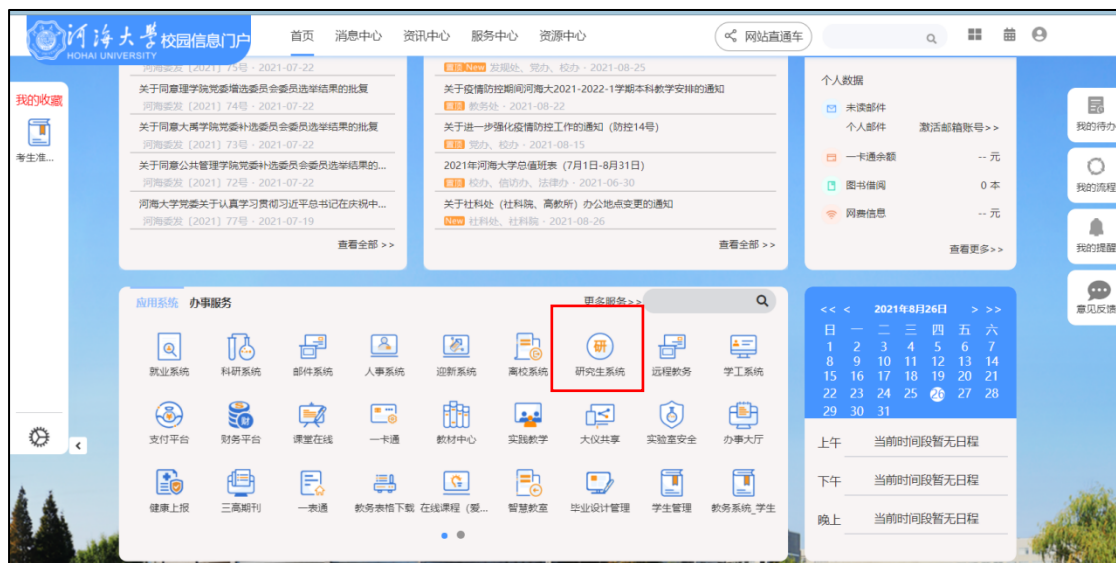 河海大学校园信息门户
HOHAI UNIVERSITY
首页 消息中心 资讯中心 服务中心 资源中心
网站直通车
我的收藏
考生准...
河海委发 [2021] 75号 · 2021-07-22
关于同意理学院党委增选委员会委员选举结果的批复
河海委发 [2021] 74号 · 2021-07-22
关于同意大禹学院党委补选委员会委员选举结果的批复
河海委发 [2021] 73号 · 2021-07-22
关于同意公共管理学院党委补选委员会委员选举结果的...
河海委发 [2021] 72号 · 2021-07-22
河海大学党委关于认真学习贯彻习近平总书记在庆祝中...
河海委发 [2021] 77号 · 2021-07-19
查看全部 >>
置顶 New 发规处、党办、校办 · 2021-08-25
关于疫情防控期间河海大2021-2022-1学期本科教学安排的通知
置顶 教务处 · 2021-08-22
关于进一步强化疫情防控工作的通知（防控14号）
置顶 党办、校办 · 2021-08-15
2021年河海大学总值班表（7月1日-8月31日）
置顶 校办、信访办、法律办 · 2021-06-30
关于社科处（社科院、高教所）办公地点变更的通知
New 社科处、社科院 · 2021-08-26
查看全部 >>
个人数据
未读邮件
个人邮件 激活邮箱账号>>
一卡通余额 -- 元
图书借阅 0 本
网费信息 -- 元
查看更多>>
我的待办
我的流程
我的提醒
意见反馈
应用系统 办事服务 更多服务>>
研
就业系统 科研系统 邮件系统 人事系统 迎新系统 离校系统 研究生系统 远程教务 学工系统
财
支付平台 财务平台 课堂在线 一卡通 教材中心 实践教学 大仪共享 实验室安全 办事大厅
健康上报 三高期刊 一表通 教务表格下载 在线课程（爱... 智慧教室 毕业设计管理 学生管理 教务系统_学生
<< < 2021年8月26日 > >>
日 一 二 三 四 五 六
1 2 3 4 5 6 7
8 9 10 11 12 13 14
15 16 17 18 19 20 21
22 23 24 25 26 27 28
29 30 31
上午 当前时间段暂无日程
下午 当前时间段暂无日程
晚上 当前时间段暂无日程